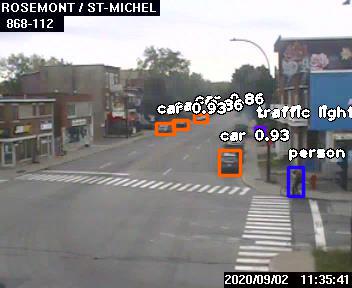 ROSEMONT / ST-MICHEL
868-112
car 0.93
0.86
traffic light
car 0.93
person
2020/09/02 11:35:41